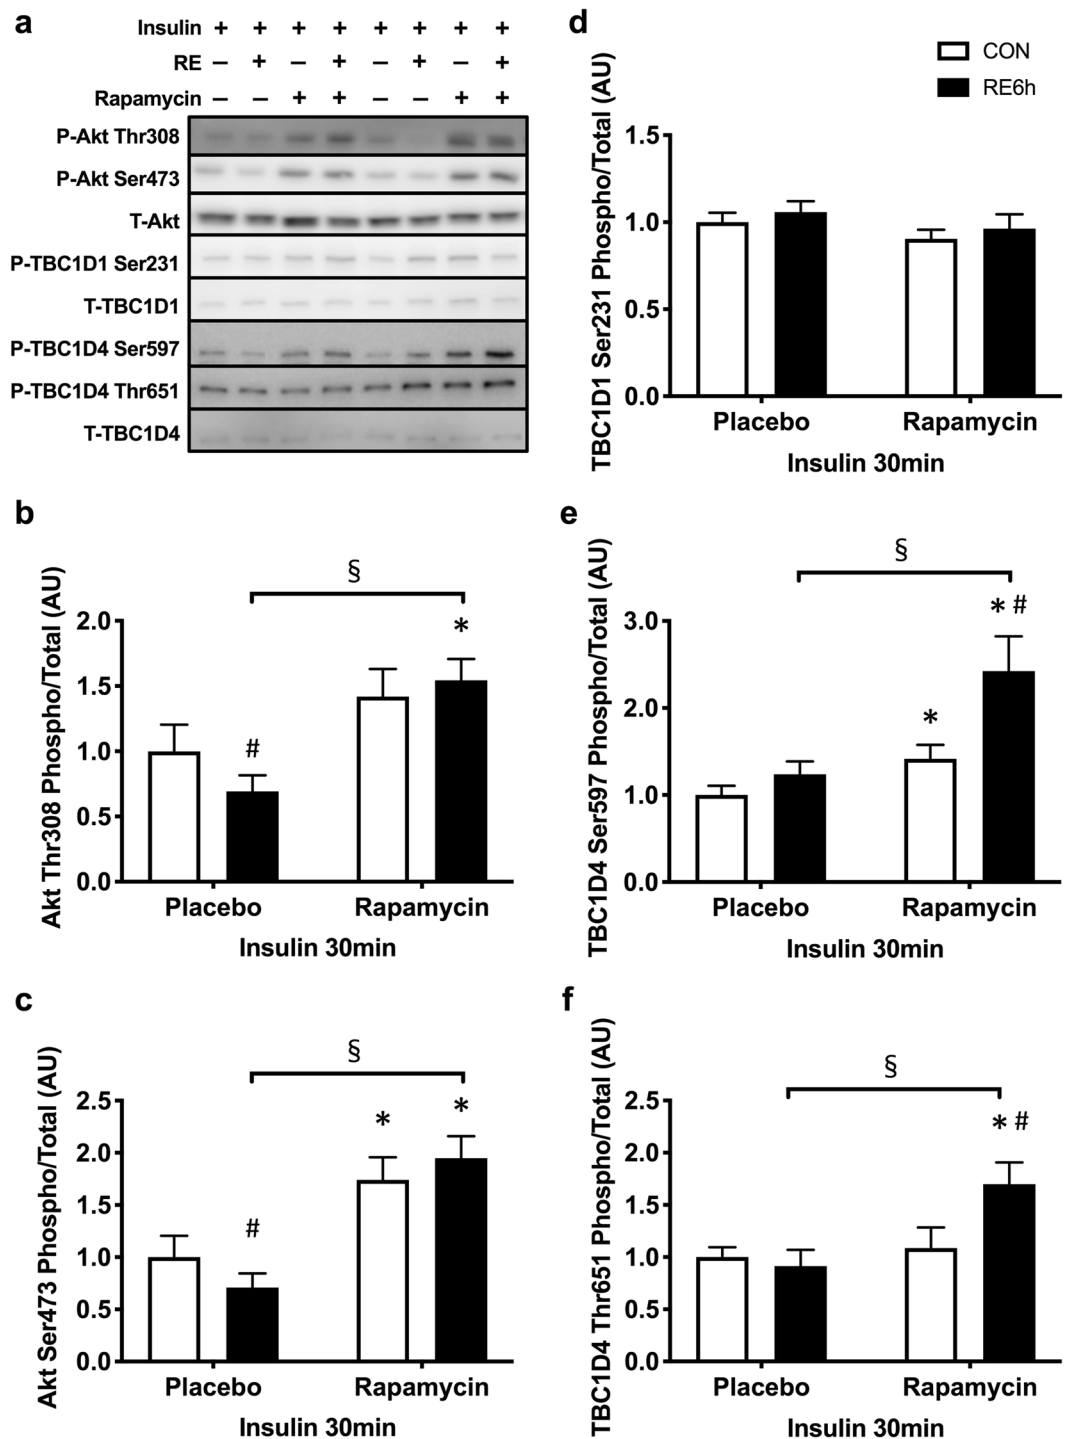 a
Insulin + + + + + + + +
RE – + – + – + – +
Rapamycin – – + + – – + +
P-Akt Thr308
P-Akt Ser473
T-Akt
P-TBC1D1 Ser231
T-TBC1D1
P-TBC1D4 Ser597
P-TBC1D4 Thr651
T-TBC1D4
d
CON
RE6h
TBC1D1 Ser231 Phospho/Total (AU)
1.5
1.0
0.5
0.0
Placebo Rapamycin
Insulin 30min
b
§
*
#
Akt Thr308 Phospho/Total (AU)
2.0
1.5
1.0
0.5
0.0
Placebo Rapamycin
Insulin 30min
e
§
* #
*
TBC1D4 Ser597 Phospho/Total (AU)
3.0
2.0
1.0
0.0
Placebo Rapamycin
Insulin 30min
c
§
* *
#
Akt Ser473 Phospho/Total (AU)
2.5
2.0
1.5
1.0
0.5
0.0
Placebo Rapamycin
Insulin 30min
f
§
* #
TBC1D4 Thr651 Phospho/Total (AU)
2.5
2.0
1.5
1.0
0.5
0.0
Placebo Rapamycin
Insulin 30min